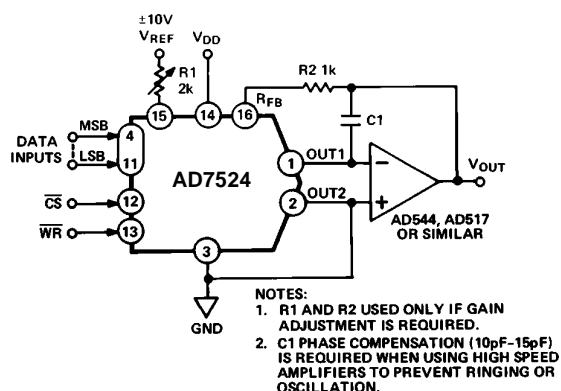 ±10V
VREF
VDD
R1
2k
R2 1k
RFB
C1
15
14
16
MSB
DATA
INPUTS
LSB
4
11
AD7524
1
OUT1
2
OUT2
−
+
VOUT
AD544, AD517
OR SIMILAR
CS
12
WR
13
3
GND
NOTES:
1. R1 AND R2 USED ONLY IF GAIN
ADJUSTMENT IS REQUIRED.
2. C1 PHASE COMPENSATION (10pF–15pF)
IS REQUIRED WHEN USING HIGH SPEED
AMPLIFIERS TO PREVENT RINGING OR
OSCILLATION.